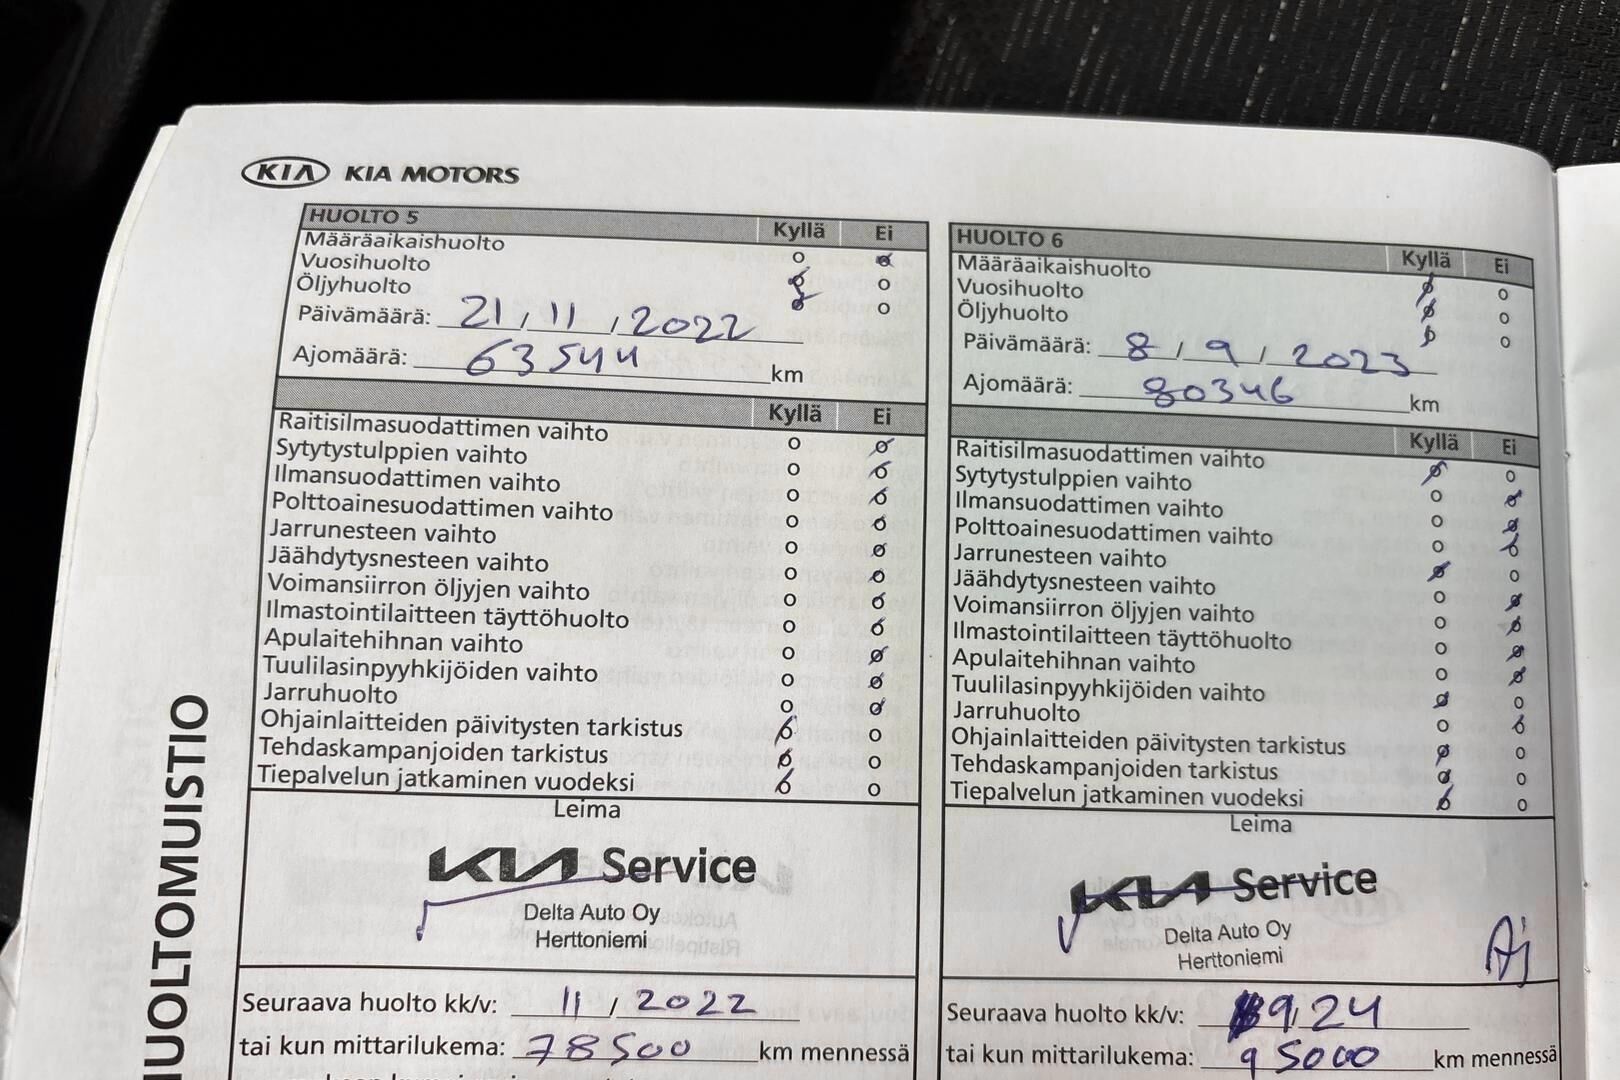 KIA KIA MOTORS
HUOLTO 5 Kyllä Ei
Määräaikaishuolto
Vuosihuolto
Öljyhuolto
Päivämäärä: 21 / 11 / 2022
Ajomäärä: 63544 km
Kyllä Ei
Raitisilmasuodattimen vaihto
Sytytystulppien vaihto
Ilmansuodattimen vaihto
Polttoainesuodattimen vaihto
Jarrunesteen vaihto
Jäähdytysnesteen vaihto
Voimansiirron öljyjen vaihto
Ilmastointilaitteen täyttöhuolto
Apulaitehihnan vaihto
Tuulilasinpyyhkijöiden vaihto
Jarruhuolto
Ohjainlaitteiden päivitysten tarkistus
Tehdaskampanjoiden tarkistus
Tiepalvelun jatkaminen vuodeksi
Leima
KIA Service
Delta Auto Oy
Herttoniemi
Seuraava huolto kk/v: 11 / 2022
tai kun mittarilukema: 78500 km mennessä
HUOLTO 6 Kyllä Ei
Määräaikaishuolto
Vuosihuolto
Öljyhuolto
Päivämäärä: 8 / 9 / 2023
Ajomäärä: 80346 km
Kyllä Ei
Raitisilmasuodattimen vaihto
Sytytystulppien vaihto
Ilmansuodattimen vaihto
Polttoainesuodattimen vaihto
Jarrunesteen vaihto
Jäähdytysnesteen vaihto
Voimansiirron öljyjen vaihto
Ilmastointilaitteen täyttöhuolto
Apulaitehihnan vaihto
Tuulilasinpyyhkijöiden vaihto
Jarruhuolto
Ohjainlaitteiden päivitysten tarkistus
Tehdaskampanjoiden tarkistus
Tiepalvelun jatkaminen vuodeksi
Leima
KIA Service
Delta Auto Oy
Herttoniemi
Seuraava huolto kk/v: 9/24
tai kun mittarilukema: 95000 km mennessä
HUOLTOMUISTIO